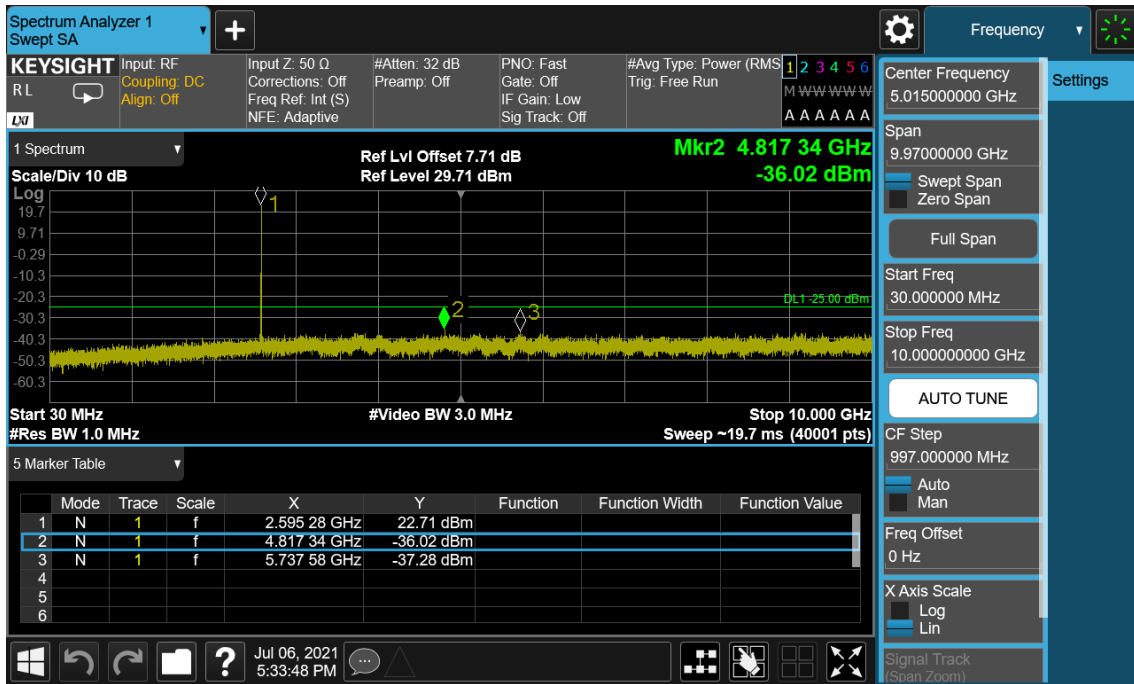 Spectrum Analyzer 1
Swept SA
Frequency
KEYSIGHT
RL
LXI
Input: RF
Coupling: DC
Align: Off
Input Z: 50 Ω
Corrections: Off
Freq Ref: Int (S)
NFE: Adaptive
#Atten: 32 dB
Preamp: Off
PNO: Fast
Gate: Off
IF Gain: Low
Sig Track: Off
#Avg Type: Power (RMS
Trig: Free Run
1 2 3 4 5 6
M W W W W W
A A A A A A
1 Spectrum
Scale/Div 10 dB
Ref Lvl Offset 7.71 dB
Ref Level 29.71 dBm
Mkr2 4.817 34 GHz
-36.02 dBm
Log
19.7
9.71
-0.29
-10.3
-20.3
-30.3
-40.3
-50.3
-60.3
1
2
3
DL1 -25.00 dBm
Start 30 MHz
#Video BW 3.0 MHz
Stop 10.000 GHz
#Res BW 1.0 MHz
Sweep ~19.7 ms (40001 pts)
5 Marker Table
Mode Trace Scale X Y Function Function Width Function Value
1 N 1 f 2.595 28 GHz 22.71 dBm
2 N 1 f 4.817 34 GHz -36.02 dBm
3 N 1 f 5.737 58 GHz -37.28 dBm
4
5
6
Jul 06, 2021
5:33:48 PM
Center Frequency
5.015000000 GHz
Span
9.97000000 GHz
Swept Span
Zero Span
Full Span
Start Freq
30.000000 MHz
Stop Freq
10.000000000 GHz
AUTO TUNE
CF Step
997.000000 MHz
Auto
Man
Freq Offset
0 Hz
X Axis Scale
Log
Lin
Signal Track
(Span Zoom)
Settings